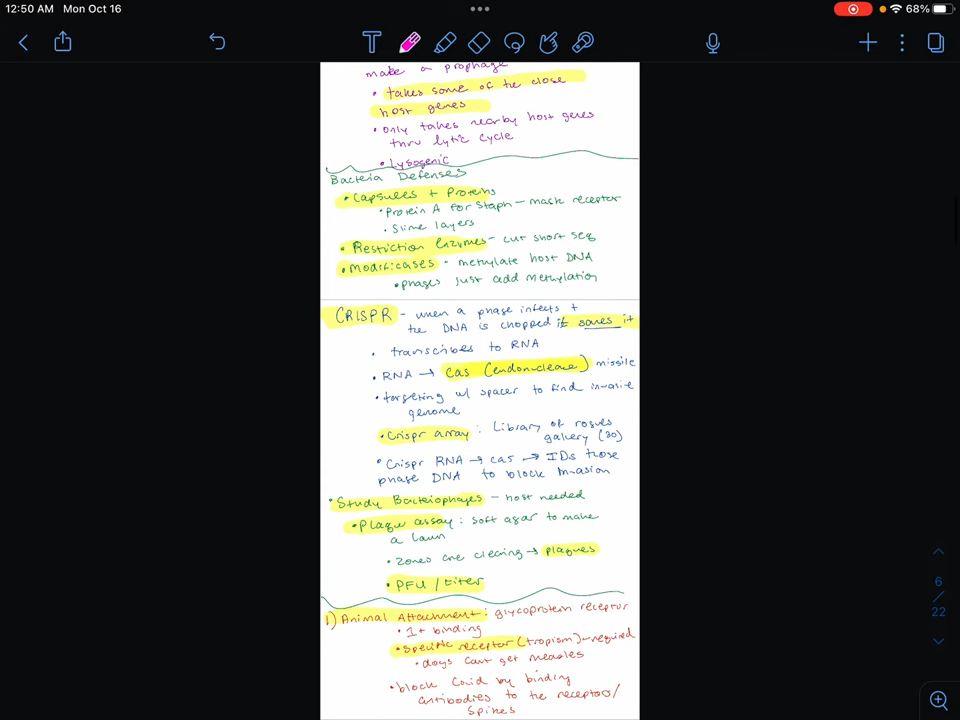 12:50 AM Mon Oct 16
68%
make a prophage
• takes some of the close
host genes
• only takes nearby host genes
thru lytic cycle
• Lysogenic
Bacteria Defenses
• Capsules + Proteins
• Protein A for Staph - mask receptor
• Slime layers
• Restriction Enzymes - cut short seq
• Modificases - methylate host DNA
• phages just add methylation
CRISPR - when a phage infects +
the DNA is chopped it saves it
• transcribes to RNA
• RNA → Cas (endonuclease) missile
• targeting w/ spacer to find invasive
genome
• Crispr array : Library of rogues
gallery (30)
• Crispr RNA → cas → IDs those
phage DNA to block invasion
• Study Bacteriophages - host needed
• Plaque assay : soft agar to make
a lawn
• zones are clearing → plaques
• PFU / titer
1) Animal Attachment : glycoprotein receptor
• 1+ binding
• specific receptor (tropism) - required
• dogs cant get measles
• block Covid by binding
antibodies to the receptors/
Spikes
6
/
22